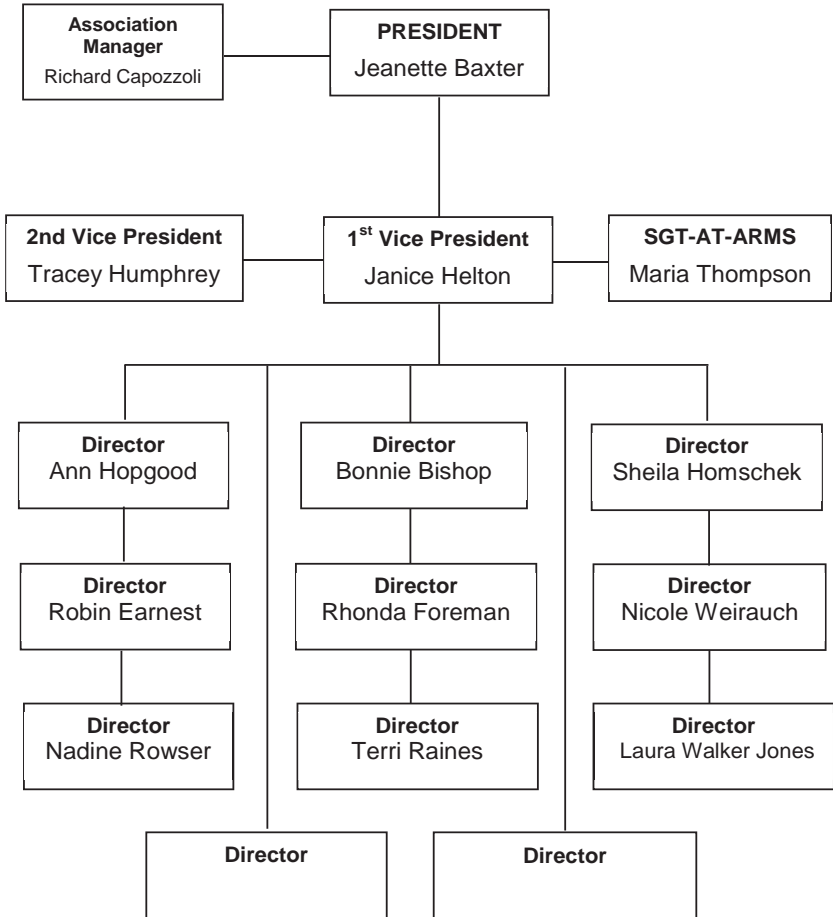 Association
Manager
Richard Capozzoli
PRESIDENT
Jeanette Baxter
2nd Vice President
Tracey Humphrey
1st Vice President
Janice Helton
SGT-AT-ARMS
Maria Thompson
Director
Ann Hopgood
Director
Bonnie Bishop
Director
Sheila Homschek
Director
Robin Earnest
Director
Rhonda Foreman
Director
Nicole Weirauch
Director
Nadine Rowser
Director
Terri Raines
Director
Laura Walker Jones
Director
Director